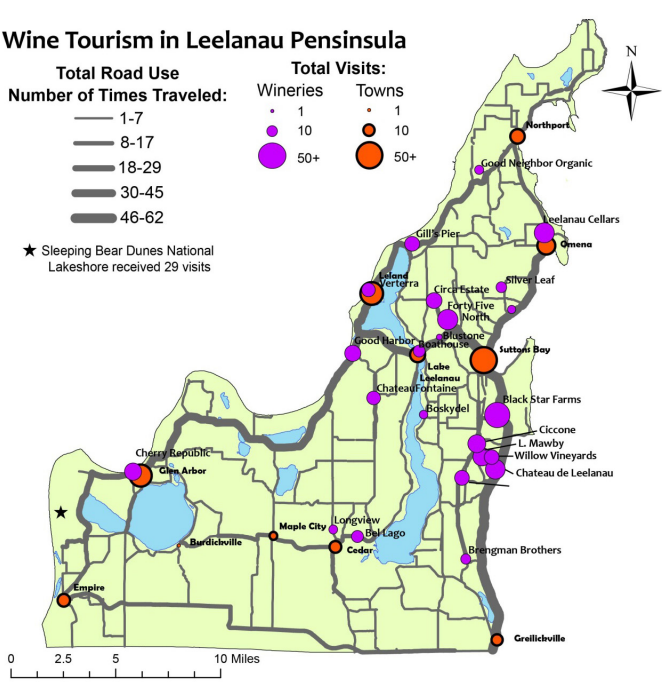 Wine Tourism in Leelanau Pensinsula
Total Road Use
Number of Times Traveled:
1-7
8-17
18-29
30-45
46-62
Total Visits:
Wineries
Towns
1
10
50+
1
10
50+
★ Sleeping Bear Dunes National
Lakeshore received 29 visits
N
Northport
Good Neighbor Organic
Leelanau Cellars
Omena
Gill's Pier
Leland
Verterra
Silver Leaf
Circa Estate
Forty Five
North
Good Harbor
Blustone
Boathouse
Suttons Bay
Lake
Leelanau
ChateauFontaine
Boskydel
Black Star Farms
Ciccone
L. Mawby
Willow Vineyards
Chateau de Leelanau
Cherry Republic
Glen Arbor
Burdickville
Maple City
Longview
Bel Lago
Cedar
Brengman Brothers
Empire
Greilickville
0 2.5 5 10 Miles